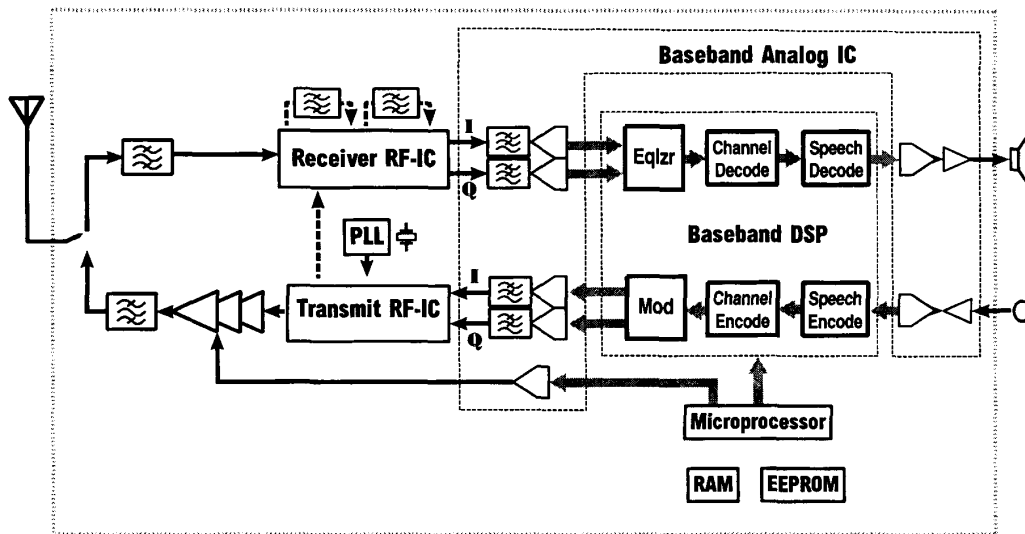 Baseband Analog IC
Receiver RF-IC
I
Q
Eqlzr
Channel
Decode
Speech
Decode
PLL
Baseband DSP
Transmit RF-IC
I
Q
Mod
Channel
Encode
Speech
Encode
Microprocessor
RAM
EEPROM